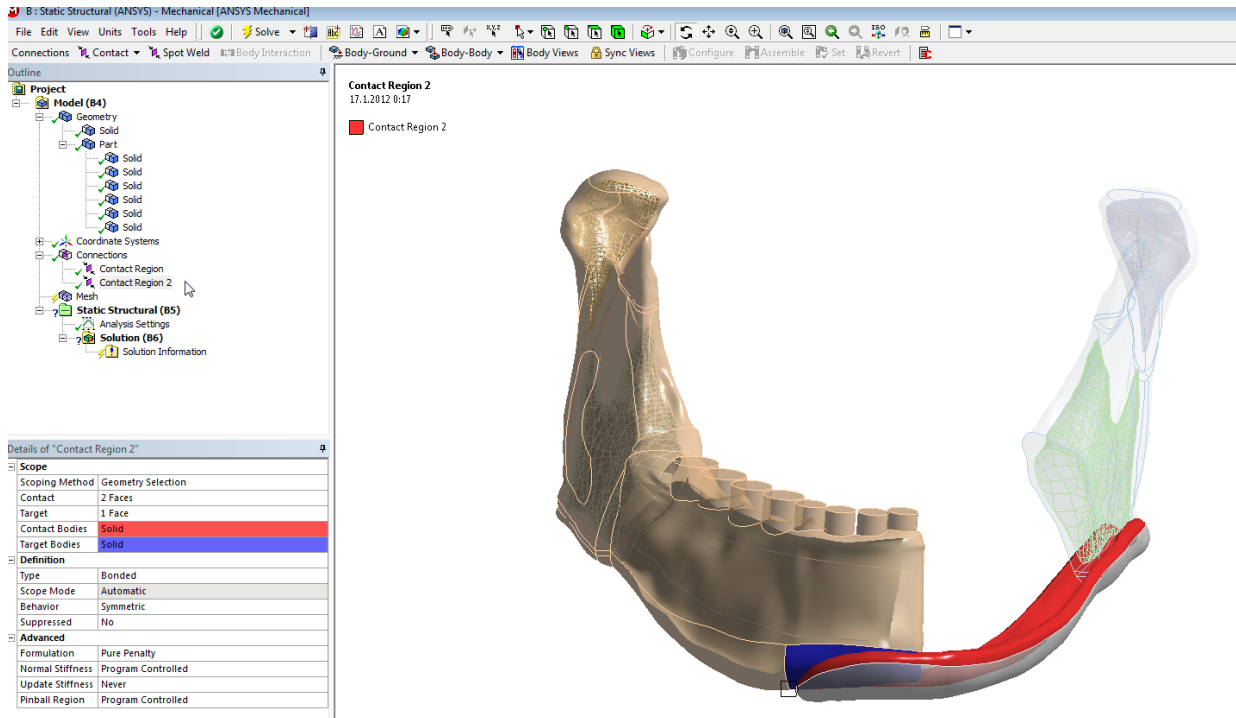 B : Static Structural (ANSYS) - Mechanical [ANSYS Mechanical]
File Edit View Units Tools Help Solve
Connections Contact Spot Weld Body Interaction Body-Ground Body-Body Body Views Sync Views Configure Assemble Set Revert
Outline
Project
Model (B4)
Geometry
Solid
Part
Solid
Solid
Solid
Solid
Solid
Solid
Coordinate Systems
Connections
Contact Region
Contact Region 2
Mesh
Static Structural (B5)
Analysis Settings
Solution (B6)
Solution Information
Details of "Contact Region 2"
Scope
Scoping Method Geometry Selection
Contact 2 Faces
Target 1 Face
Contact Bodies Solid
Target Bodies Solid
Definition
Type Bonded
Scope Mode Automatic
Behavior Symmetric
Suppressed No
Advanced
Formulation Pure Penalty
Normal Stiffness Program Controlled
Update Stiffness Never
Pinball Region Program Controlled
Contact Region 2
17.1.2012 0:17
Contact Region 2